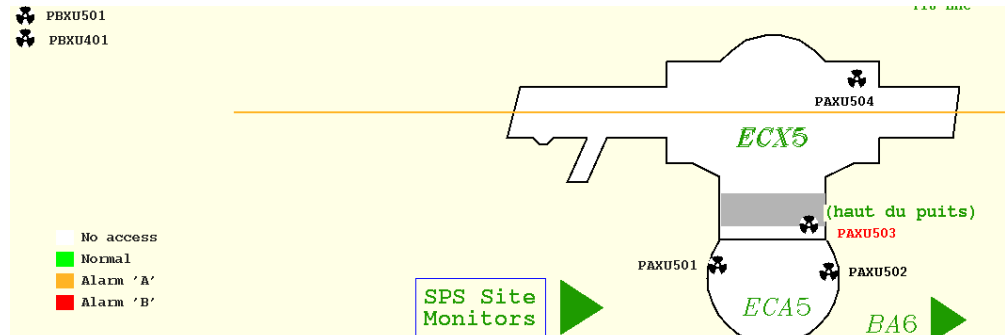 PBXU501
PBXU401
PAXU504
ECX5
(haut du puits)
PAXU503
No access
Normal
Alarm 'A'
Alarm 'B'
PAXU501
PAXU502
SPS Site
Monitors
ECA5
BA6